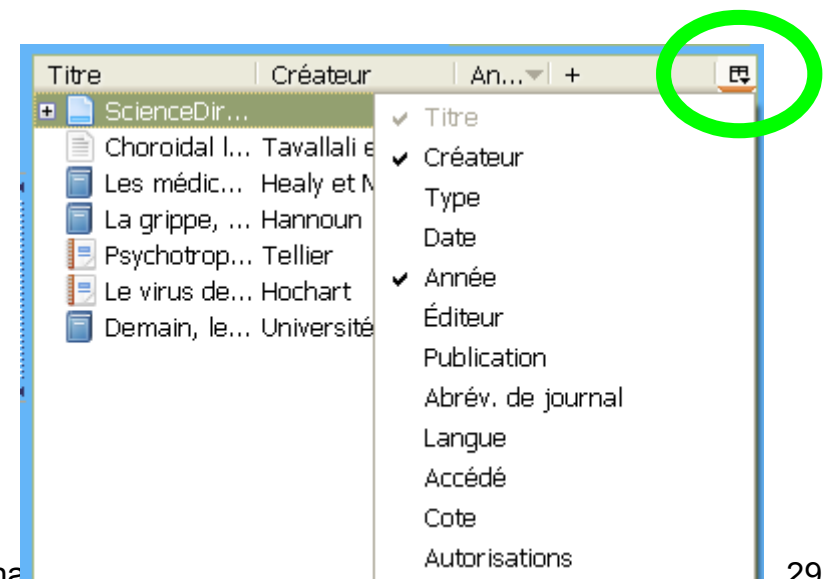 Titre Créateur An... +
ScienceDir...
Choroidal l... Tavallali e
Les médic... Healy et
La grippe, ... Hannoun
Psychotrop... Tellier
Le virus de... Hochart
Demain, le... Université
Titre
Créateur
Type
Date
Année
Éditeur
Publication
Abrév. de journal
Langue
Accédé
Cote
Autorisations
29